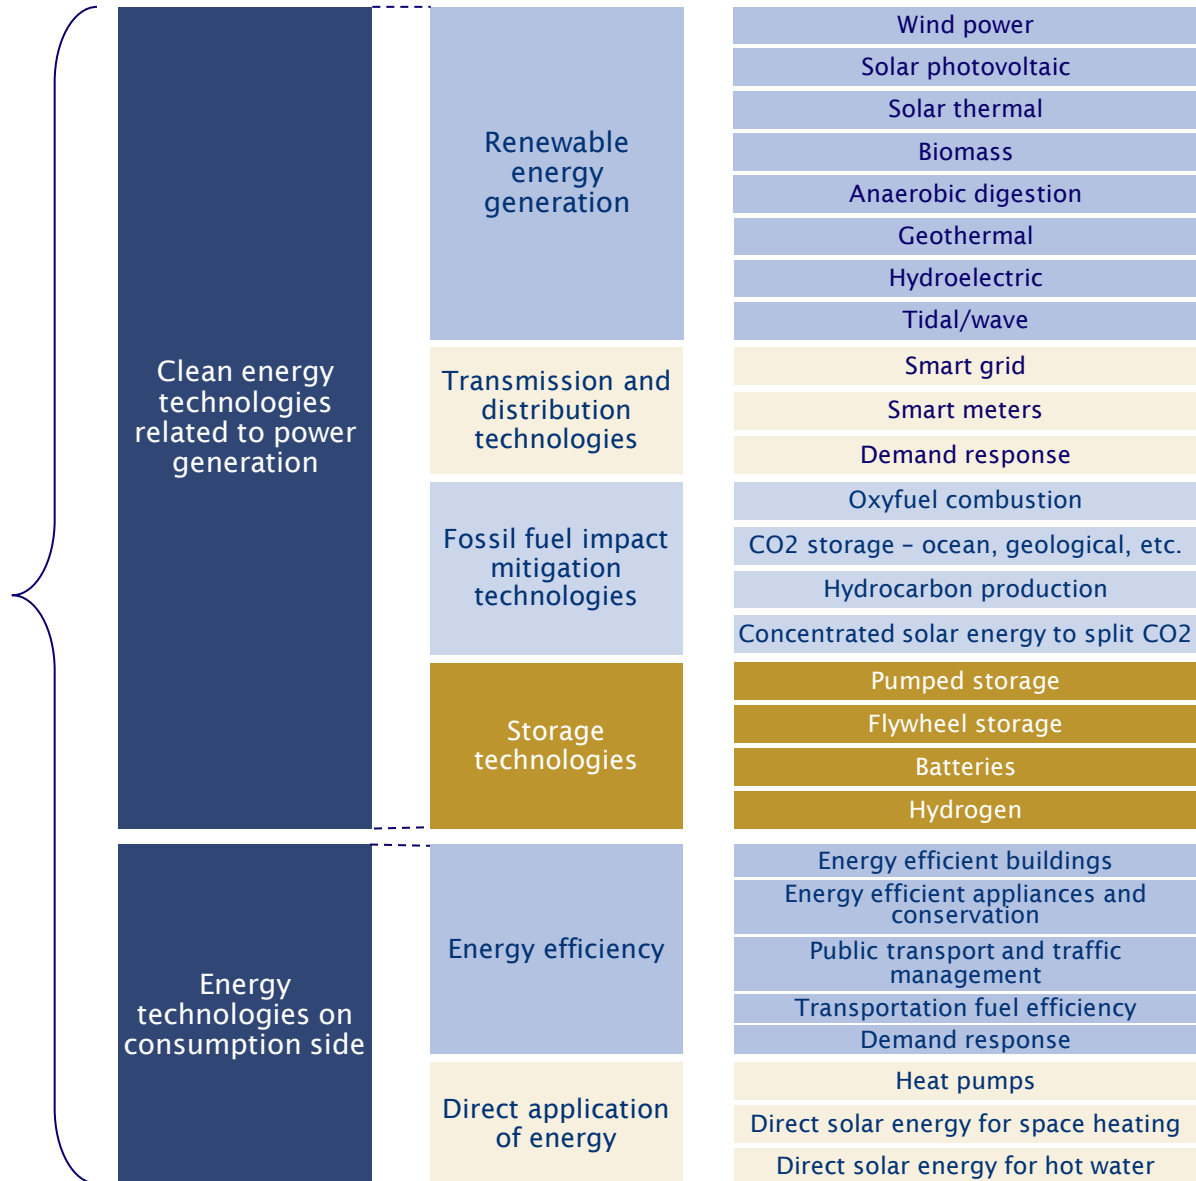 Clean energy
technologies
related to power
generation
Renewable
energy
generation
Wind power
Solar photovoltaic
Solar thermal
Biomass
Anaerobic digestion
Geothermal
Hydroelectric
Tidal/wave
Transmission and
distribution
technologies
Smart grid
Smart meters
Demand response
Fossil fuel impact
mitigation
technologies
Oxyfuel combustion
CO2 storage – ocean, geological, etc.
Hydrocarbon production
Concentrated solar energy to split CO2
Storage
technologies
Pumped storage
Flywheel storage
Batteries
Hydrogen
Energy
technologies on
consumption side
Energy efficiency
Energy efficient buildings
Energy efficient appliances and
conservation
Public transport and traffic
management
Transportation fuel efficiency
Demand response
Direct application
of energy
Heat pumps
Direct solar energy for space heating
Direct solar energy for hot water